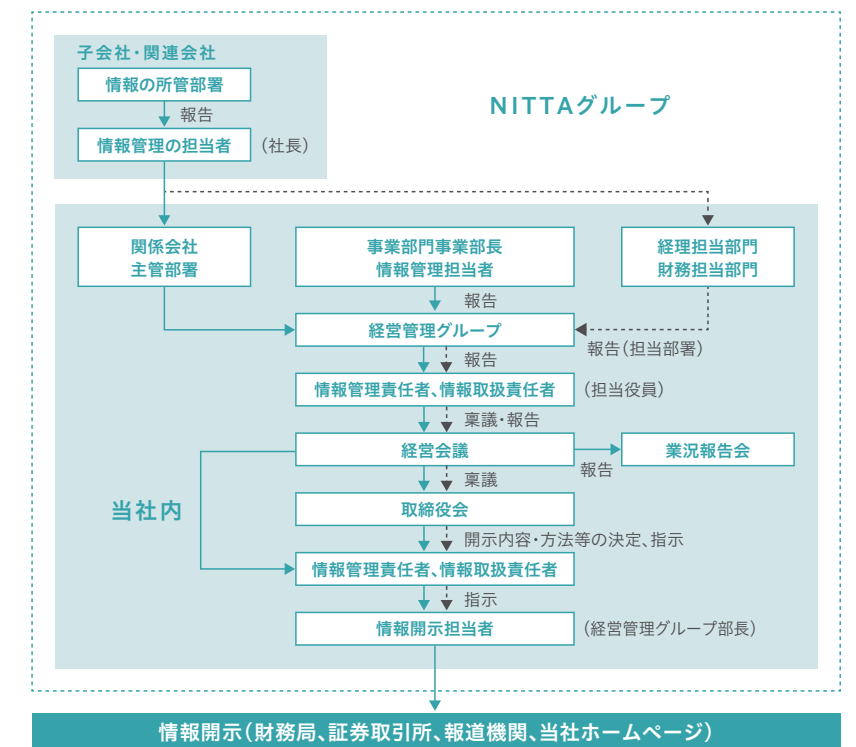 子会社・関連会社
情報の所管部署
報告
情報管理の担当者
(社長)
NITTAグループ
関係会社
主管部署
事業部門事業部長
情報管理担当者
経理担当部門
財務担当部門
報告
経営管理グループ
報告(担当部署)
報告
情報管理責任者、情報取扱責任者
(担当役員)
稟議・報告
経営会議
報告
業況報告会
稟議
当社内
取締役会
開示内容・方法等の決定、指示
情報管理責任者、情報取扱責任者
指示
情報開示担当者
(経営管理グループ部長)
情報開示(財務局、証券取引所、報道機関、当社ホームページ)